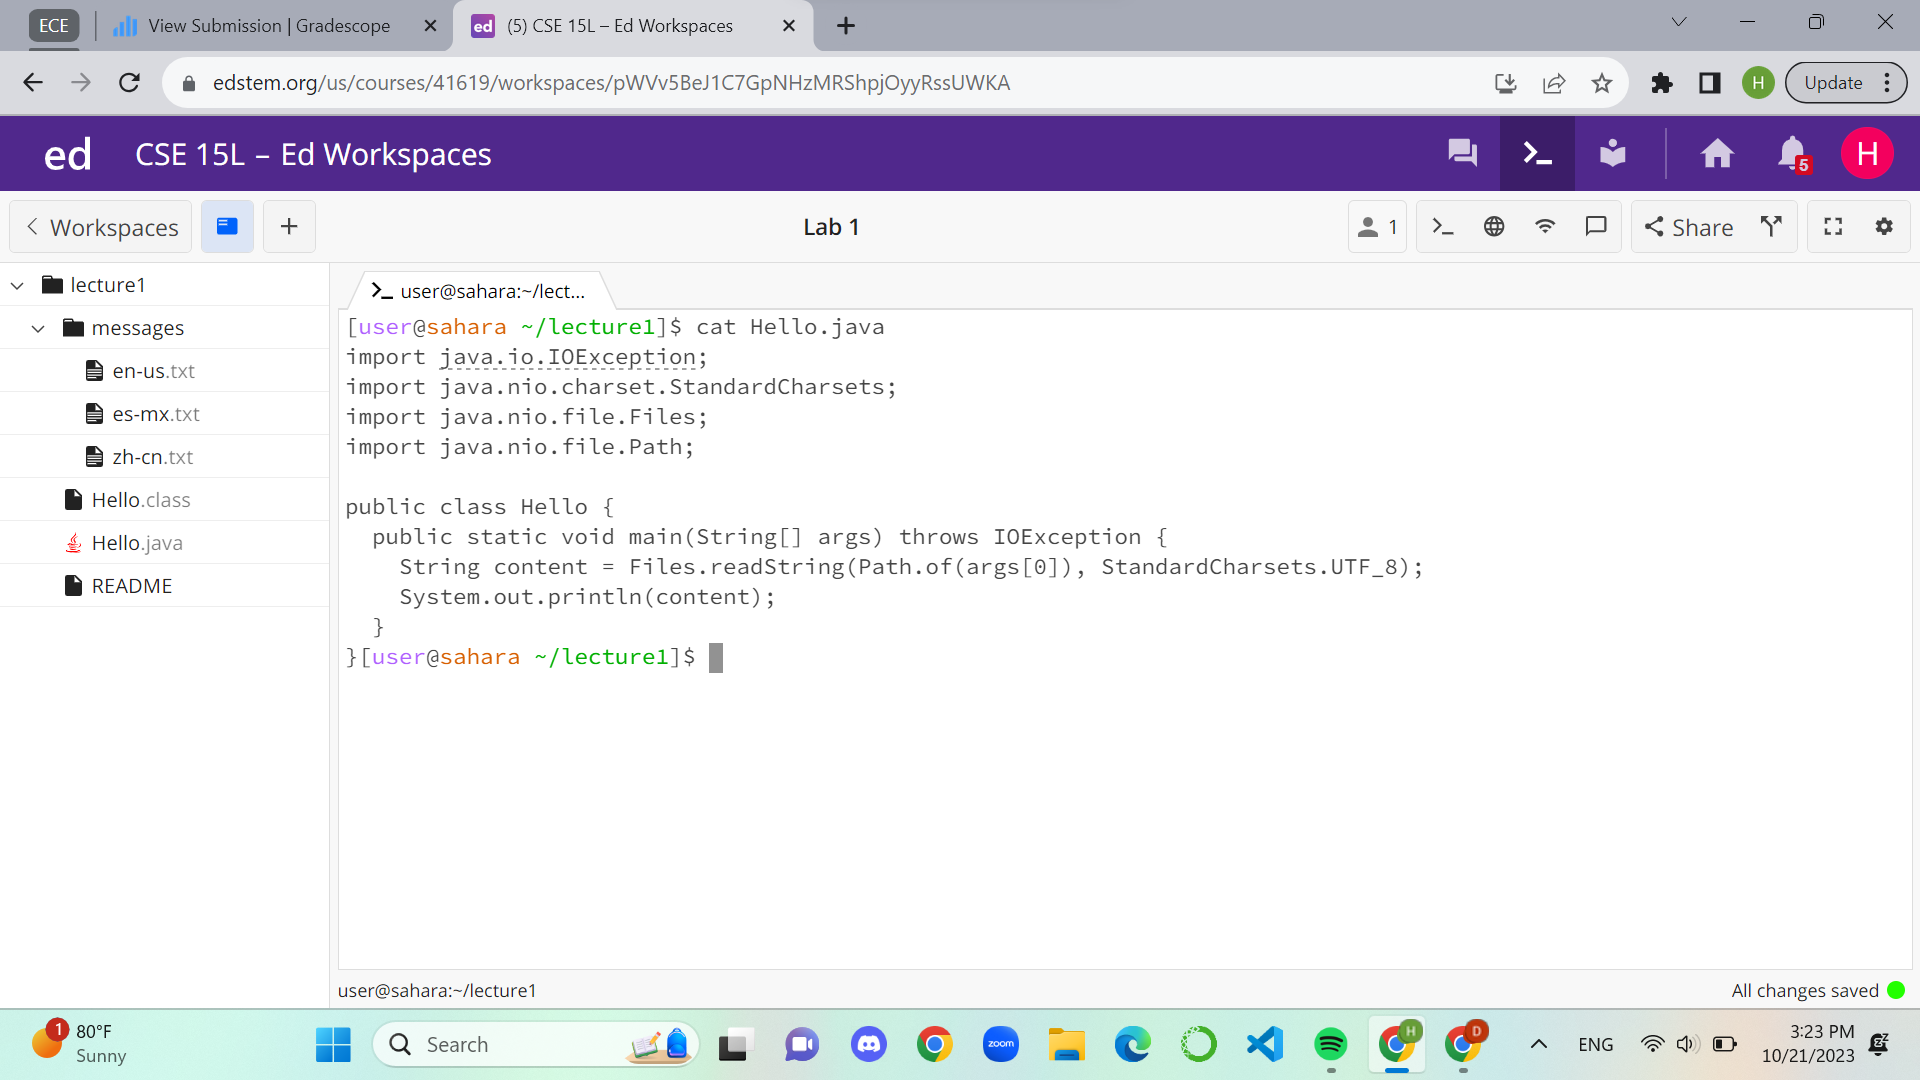 ECE
View Submission | Gradescope
(5) CSE 15L – Ed Workspaces
edstem.org/us/courses/41619/workspaces/pWVv5BeJ1C7GpNHzMRShpjOyyRssUWKA
H
Update
ed CSE 15L – Ed Workspaces
5
H
Workspaces
Lab 1
1
Share
lecture1
messages
en-us.txt
es-mx.txt
zh-cn.txt
Hello.class
Hello.java
README
user@sahara:~/lect...
[user@sahara ~/lecture1]$ cat Hello.java
import java.io.IOException;
import java.nio.charset.StandardCharsets;
import java.nio.file.Files;
import java.nio.file.Path;
public class Hello {
public static void main(String[] args) throws IOException {
String content = Files.readString(Path.of(args[0]), StandardCharsets.UTF_8);
System.out.println(content);
}
}[user@sahara ~/lecture1]$
user@sahara:~/lecture1
All changes saved
1
80°F
Sunny
Search
zoom
H
D
ENG
3:23 PM
10/21/2023